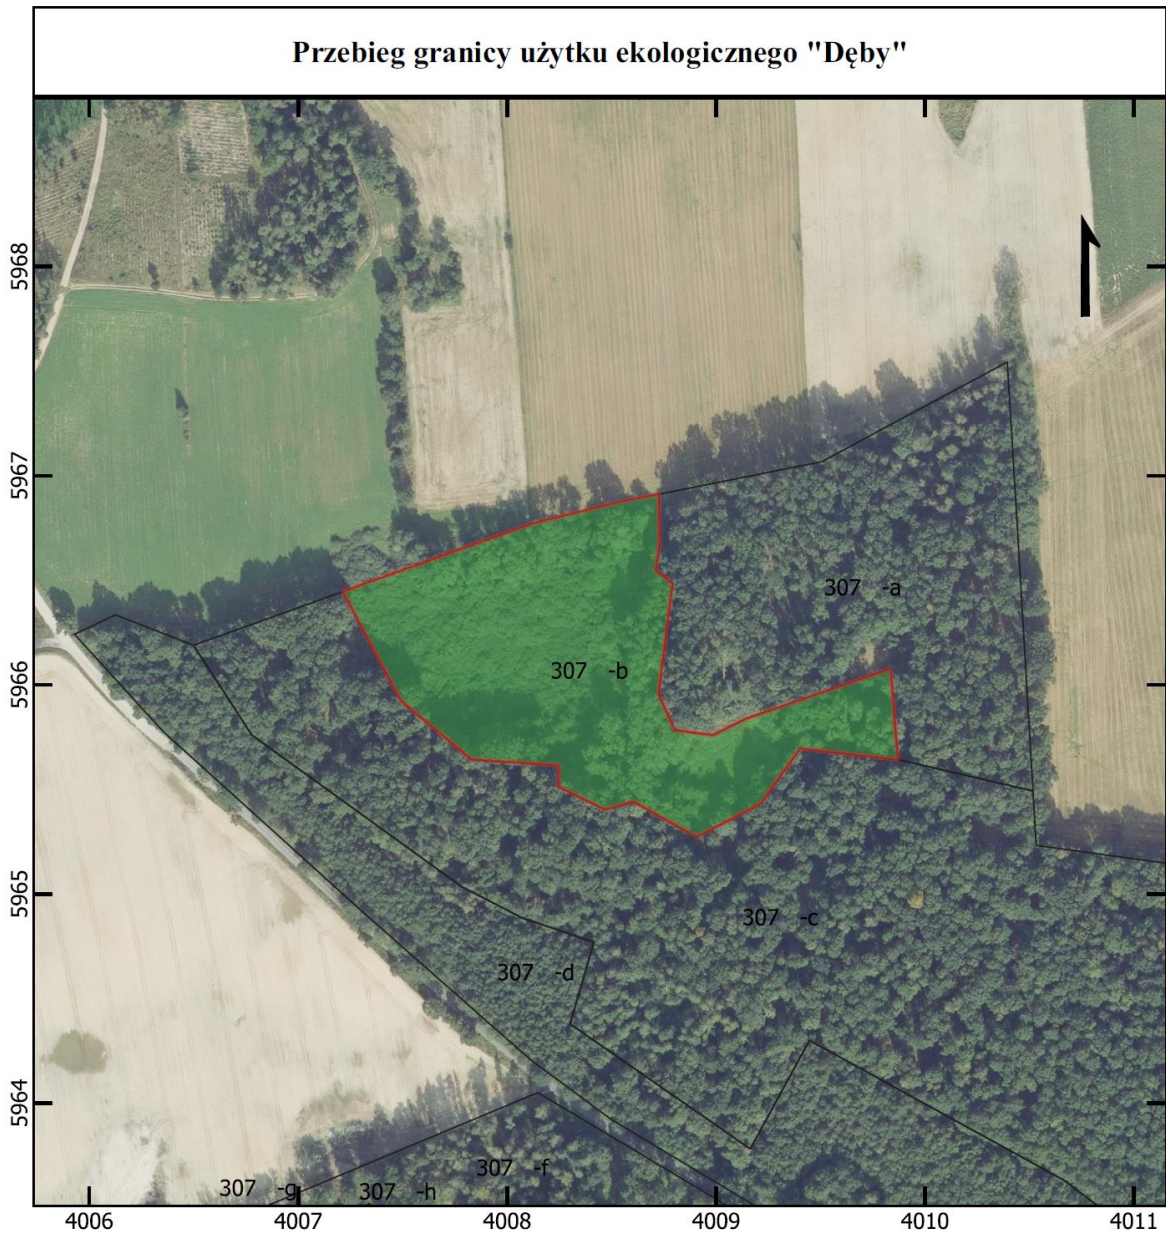 Przebieg granicy użytku ekologicznego "Dęby"
5968
5967
307 -a
307 -b
5966
5965
307 -c
307 -d
5964
307 -f
307 -g
307 -h
4006 4007 4008 4009 4010 4011